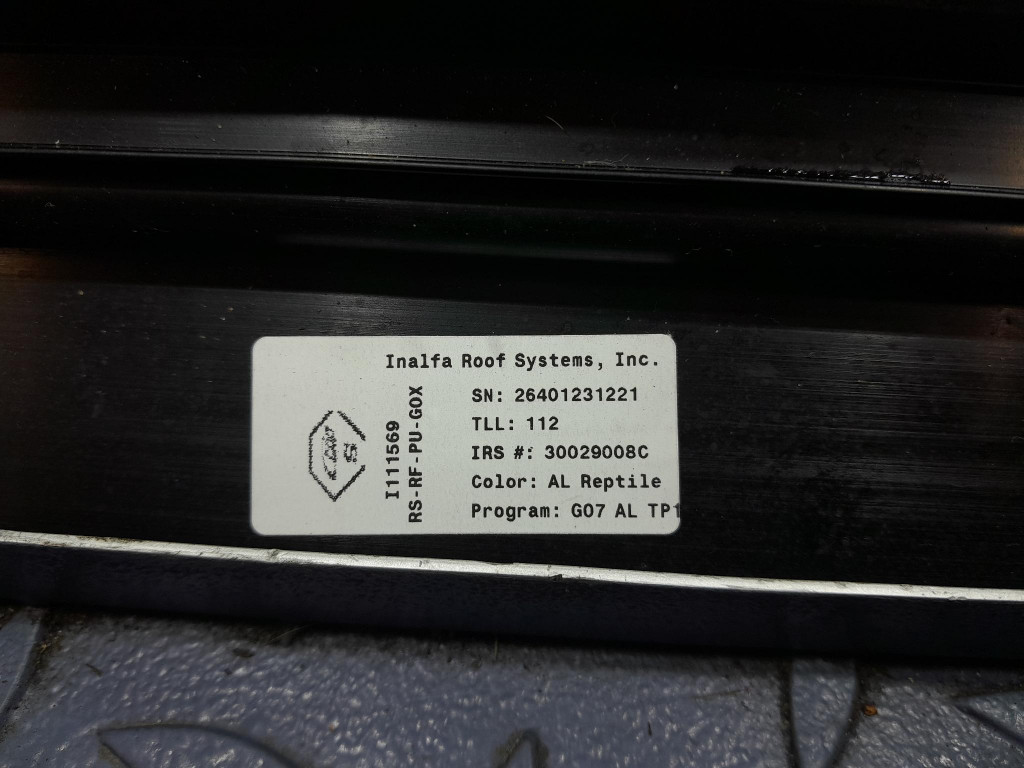 Inalfa Roof Systems, Inc.
SN: 26401231221
TLL: 112
IRS #: 30029008C
Color: AL Reptile
Program: G07 AL TP1
I111569
RS-RF-PU-GOX